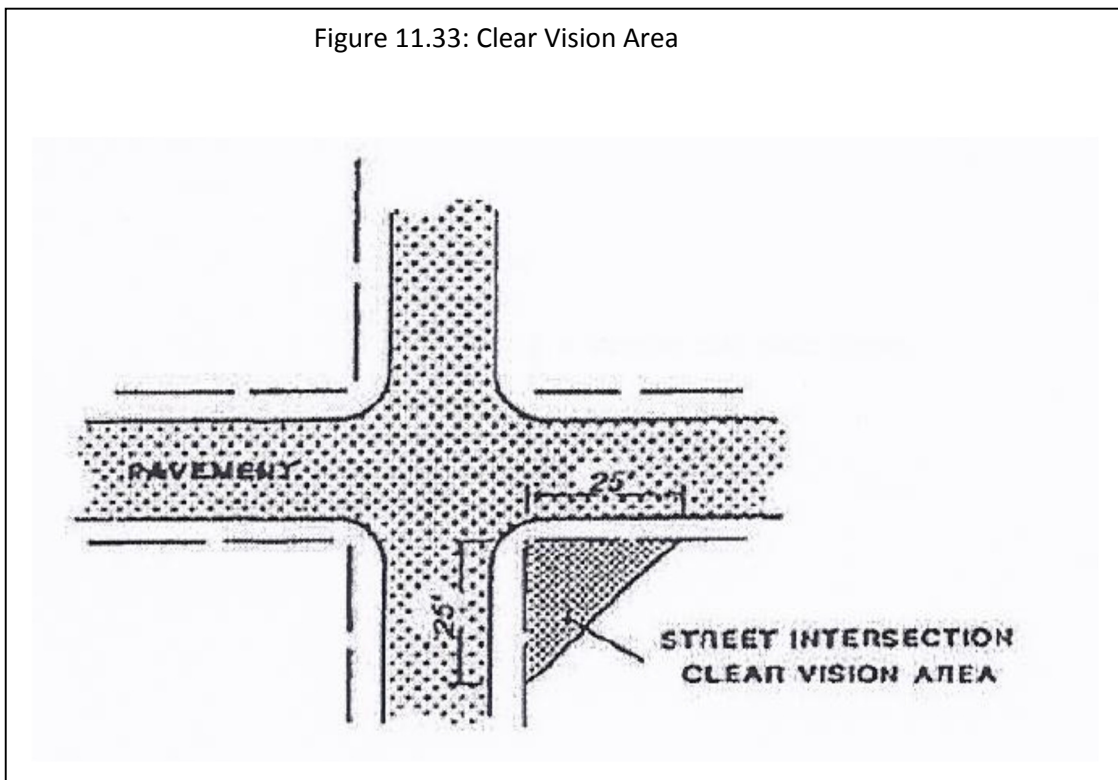 Figure 11.33: Clear Vision Area
PAVEMENT
25'
25'
STREET INTERSECTION
CLEAR VISION AREA